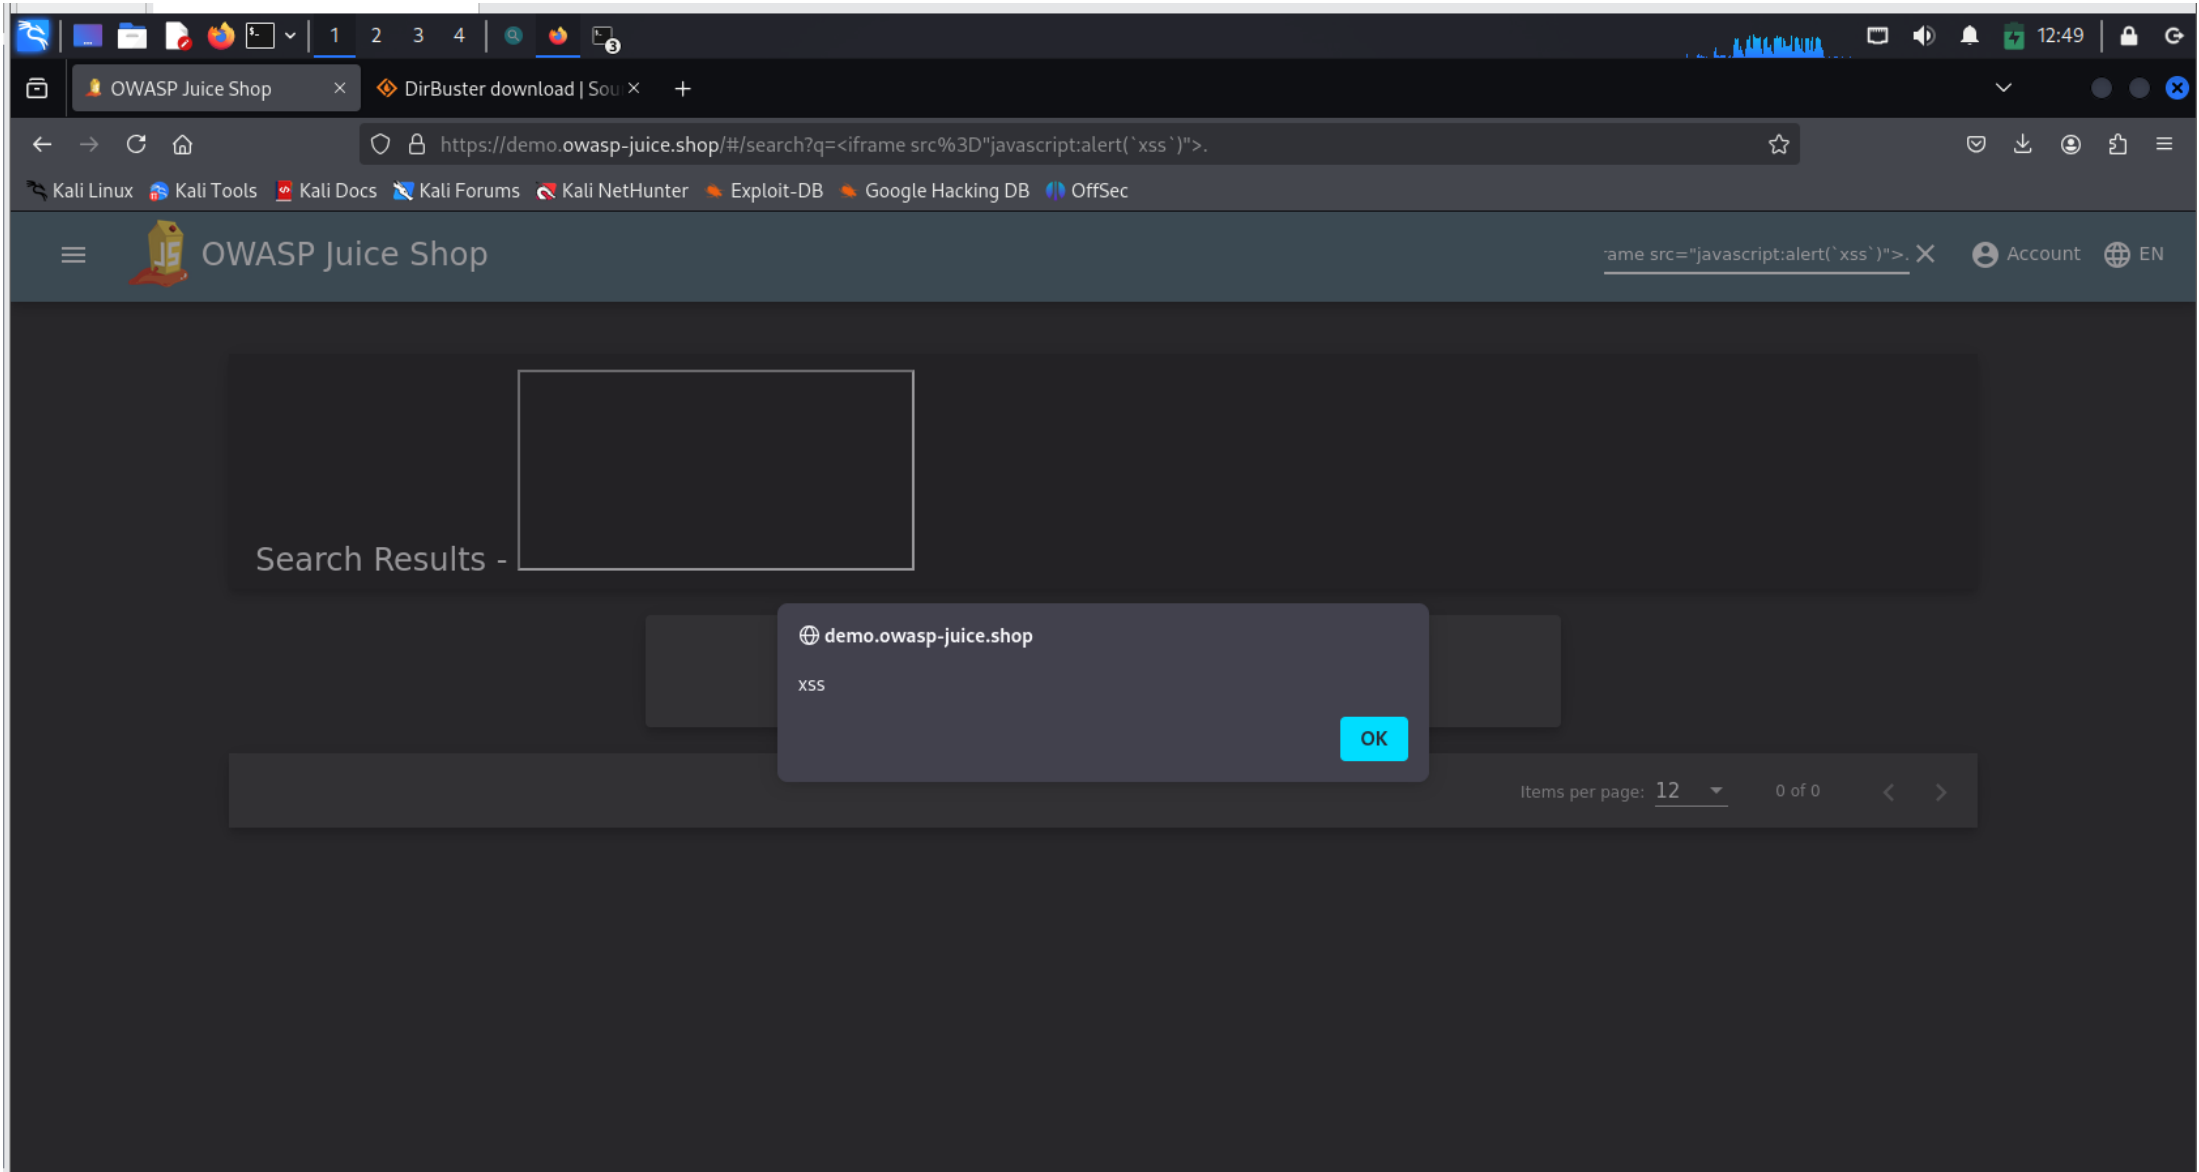 1 2 3 4 3 12:49
OWASP Juice Shop DirBuster download | Sou
https://demo.owasp-juice.shop/#/search?q=<iframe src%3D"javascript:alert(`xss`)">.
Kali Linux Kali Tools Kali Docs Kali Forums Kali NetHunter Exploit-DB Google Hacking DB OffSec
JS OWASP Juice Shop ame src="javascript:alert(`xss`)">. Account EN
Search Results -
demo.owasp-juice.shop
xss
OK
Items per page: 12 0 of 0